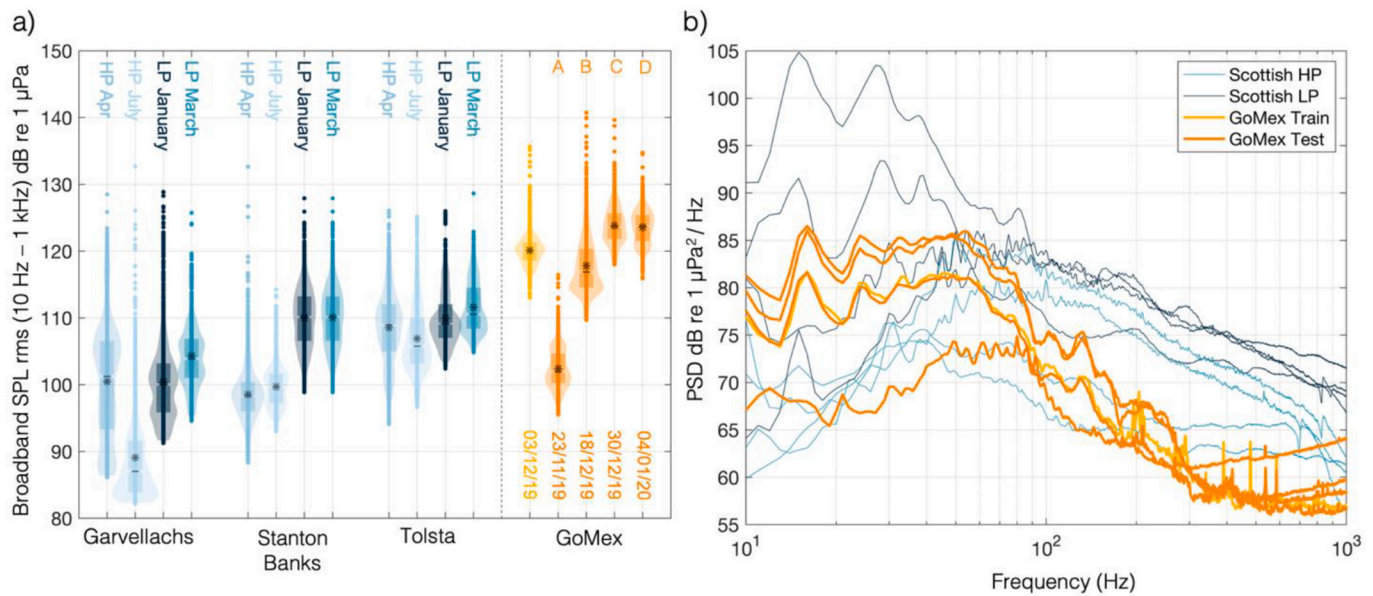 a)
Broadband SPL rms (10 Hz – 1 kHz) dB re 1 μPa
150
140
130
120
110
100
90
80
HP Apr
HP July
LP January
LP March
HP Apr
HP July
LP January
LP March
HP Apr
HP July
LP January
LP March
A
B
C
D
03/12/19
23/11/19
18/12/19
30/12/19
04/01/20
Garvellachs
Stanton
Banks
Tolsta
GoMex
b)
PSD dB re 1 μPa² / Hz
105
100
95
90
85
80
75
70
65
60
55
Scottish HP
Scottish LP
GoMex Train
GoMex Test
10¹
10²
10³
Frequency (Hz)